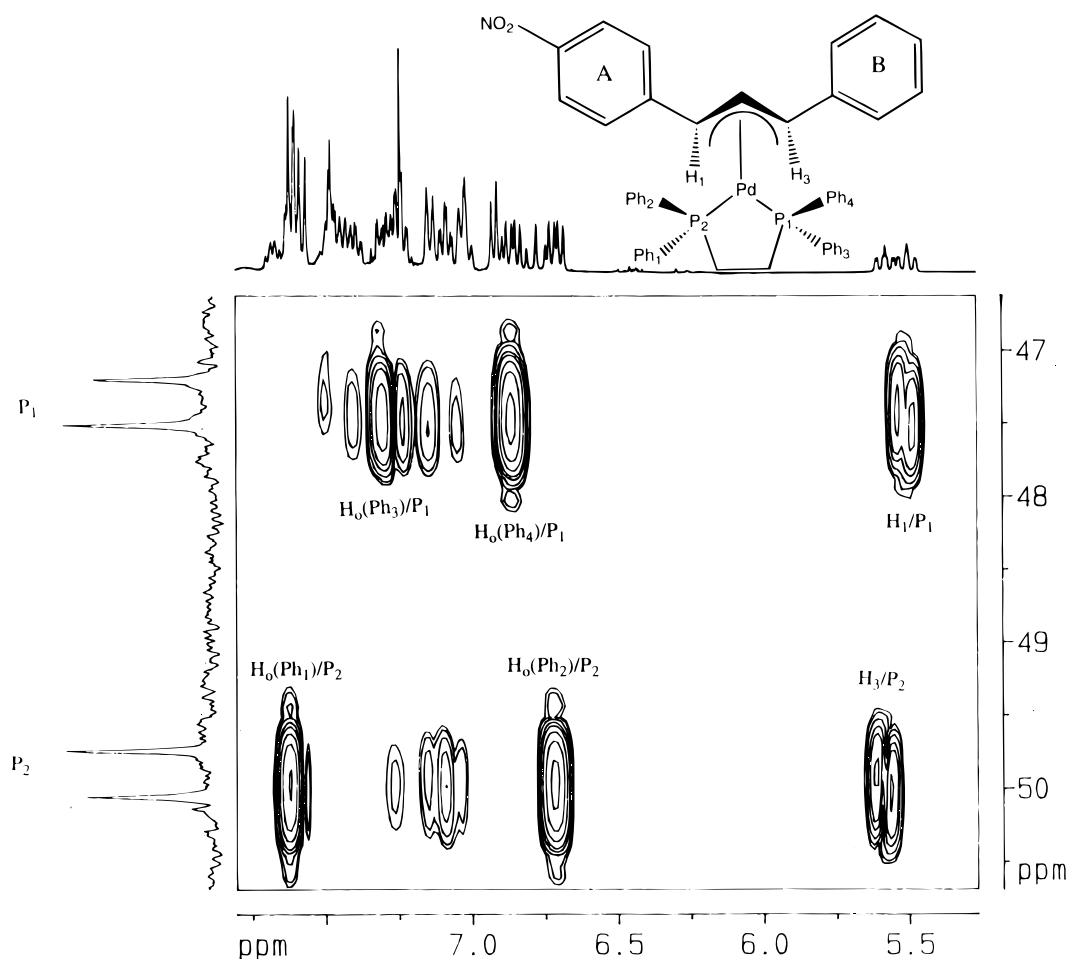 NO₂
A
B
H₁
H₃
Pd
Ph₂
Ph₄
P₂
P₁
Ph₁
Ph₃
47
P₁
48
Hₒ(Ph₃)/P₁
Hₒ(Ph₄)/P₁
H₁/P₁
49
Hₒ(Ph₁)/P₂
Hₒ(Ph₂)/P₂
H₃/P₂
P₂
50
ppm
ppm 7.0 6.5 6.0 5.5